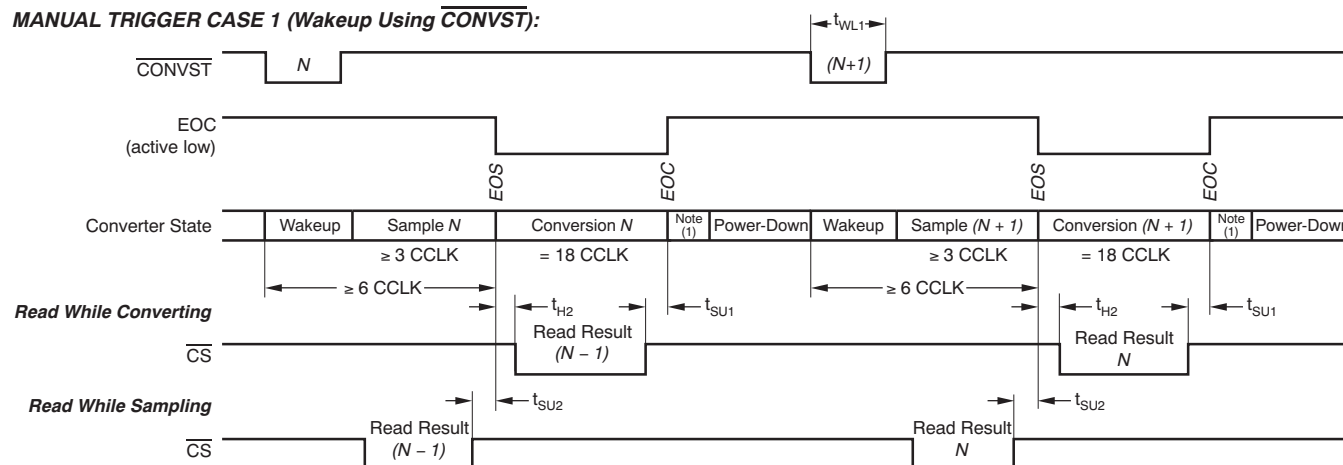 MANUAL TRIGGER CASE 1 (Wakeup Using CONVST):
tWL1
CONVST
N
(N+1)
EOC
(active low)
EOS
EOC
EOS
EOC
Converter State
Wakeup
Sample N
Conversion N
Note
(1)
Power-Down
Wakeup
Sample (N + 1)
Conversion (N + 1)
Note
(1)
Power-Down
≥ 3 CCLK
= 18 CCLK
≥ 3 CCLK
= 18 CCLK
≥ 6 CCLK
≥ 6 CCLK
Read While Converting
tH2
tSU1
tH2
tSU1
CS
Read Result
(N − 1)
Read Result
N
Read While Sampling
tSU2
tSU2
CS
Read Result
(N − 1)
Read Result
N